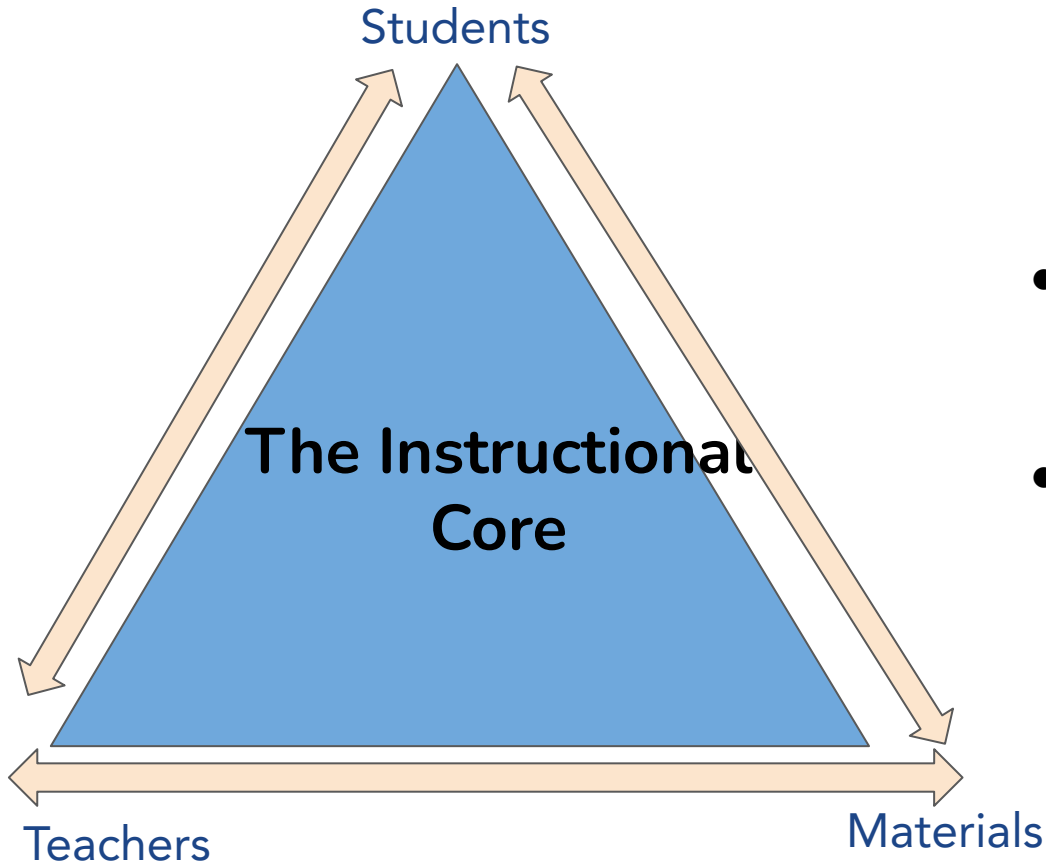 Students
The Instructional
Core
Teachers
Materials